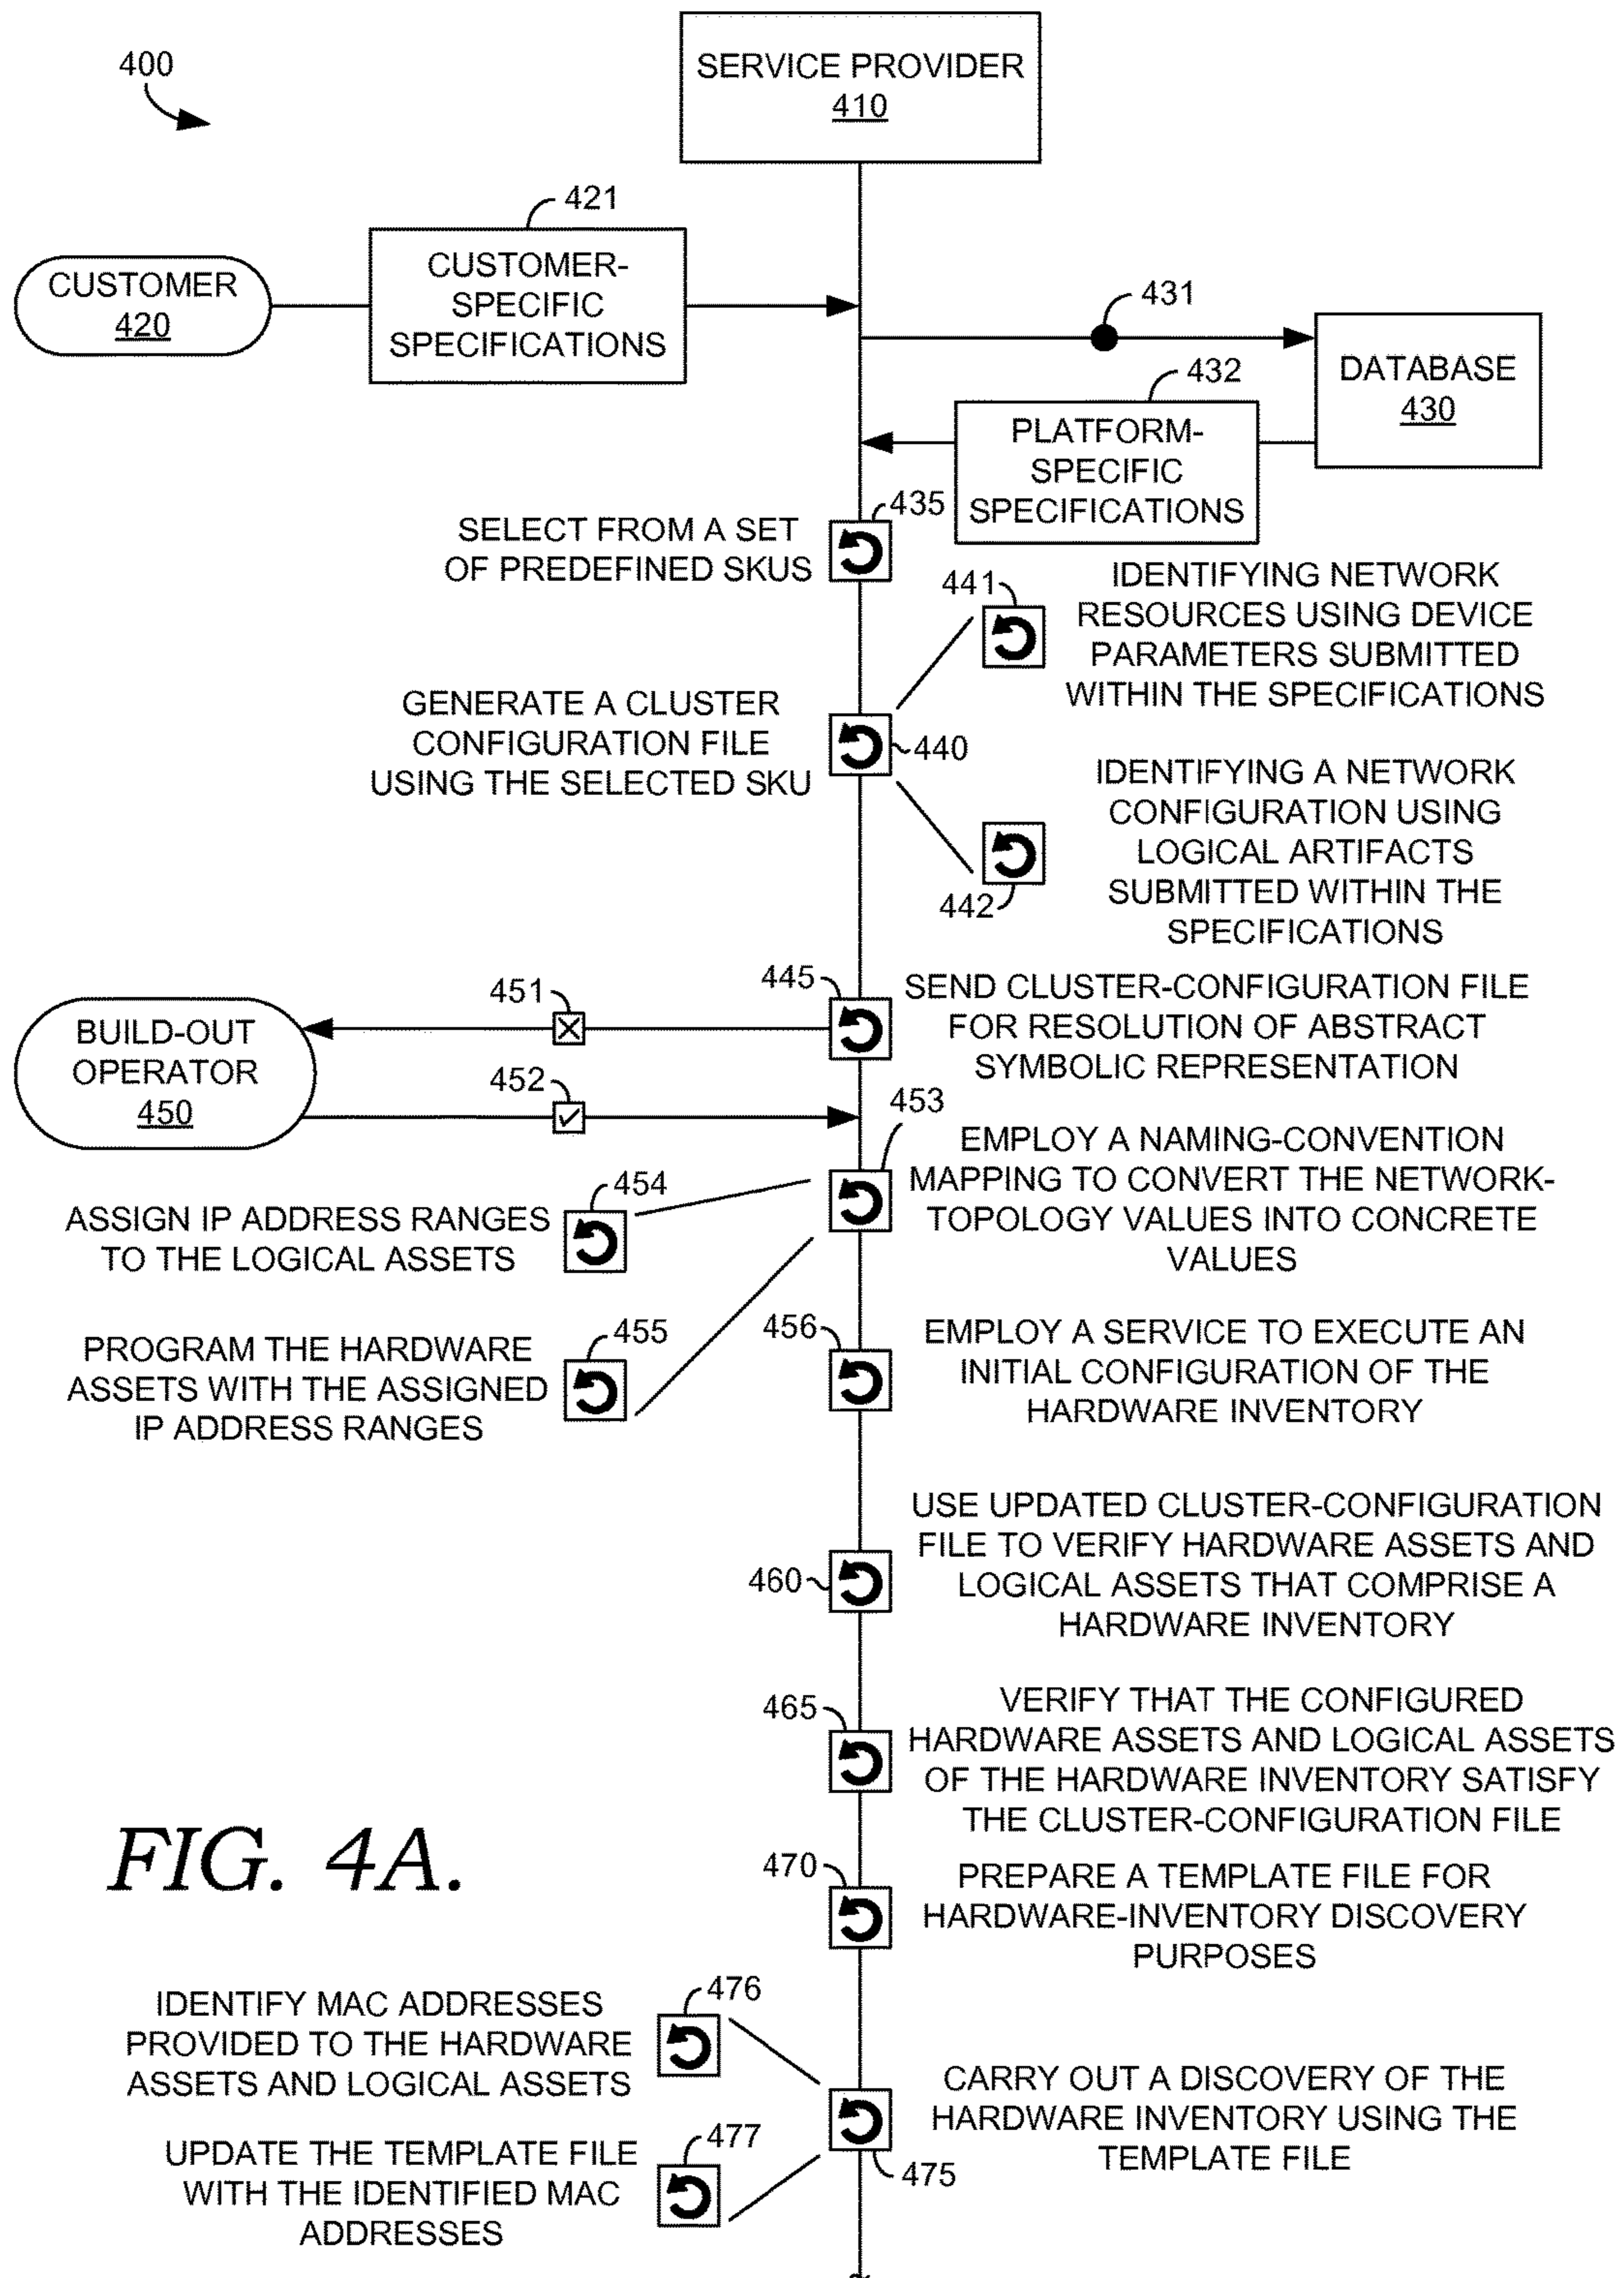 400
SERVICE PROVIDER
410
421
CUSTOMER
420
CUSTOMER-
SPECIFIC
SPECIFICATIONS
431
DATABASE
430
432
PLATFORM-
SPECIFIC
SPECIFICATIONS
SELECT FROM A SET
OF PREDEFINED SKUS
435
441
IDENTIFYING NETWORK
RESOURCES USING DEVICE
PARAMETERS SUBMITTED
WITHIN THE SPECIFICATIONS
GENERATE A CLUSTER
CONFIGURATION FILE
USING THE SELECTED SKU
440
442
IDENTIFYING A NETWORK
CONFIGURATION USING
LOGICAL ARTIFACTS
SUBMITTED WITHIN THE
SPECIFICATIONS
BUILD-OUT
OPERATOR
450
451
445
SEND CLUSTER-CONFIGURATION FILE
FOR RESOLUTION OF ABSTRACT
SYMBOLIC REPRESENTATION
452
453
EMPLOY A NAMING-CONVENTION
MAPPING TO CONVERT THE NETWORK-
TOPOLOGY VALUES INTO CONCRETE
VALUES
454
ASSIGN IP ADDRESS RANGES
TO THE LOGICAL ASSETS
455
PROGRAM THE HARDWARE
ASSETS WITH THE ASSIGNED
IP ADDRESS RANGES
456
EMPLOY A SERVICE TO EXECUTE AN
INITIAL CONFIGURATION OF THE
HARDWARE INVENTORY
460
USE UPDATED CLUSTER-CONFIGURATION
FILE TO VERIFY HARDWARE ASSETS AND
LOGICAL ASSETS THAT COMPRISE A
HARDWARE INVENTORY
465
VERIFY THAT THE CONFIGURED
HARDWARE ASSETS AND LOGICAL ASSETS
OF THE HARDWARE INVENTORY SATISFY
THE CLUSTER-CONFIGURATION FILE
FIG. 4A.
470
PREPARE A TEMPLATE FILE FOR
HARDWARE-INVENTORY DISCOVERY
PURPOSES
476
IDENTIFY MAC ADDRESSES
PROVIDED TO THE HARDWARE
ASSETS AND LOGICAL ASSETS
475
CARRY OUT A DISCOVERY OF THE
HARDWARE INVENTORY USING THE
TEMPLATE FILE
477
UPDATE THE TEMPLATE FILE
WITH THE IDENTIFIED MAC
ADDRESSES